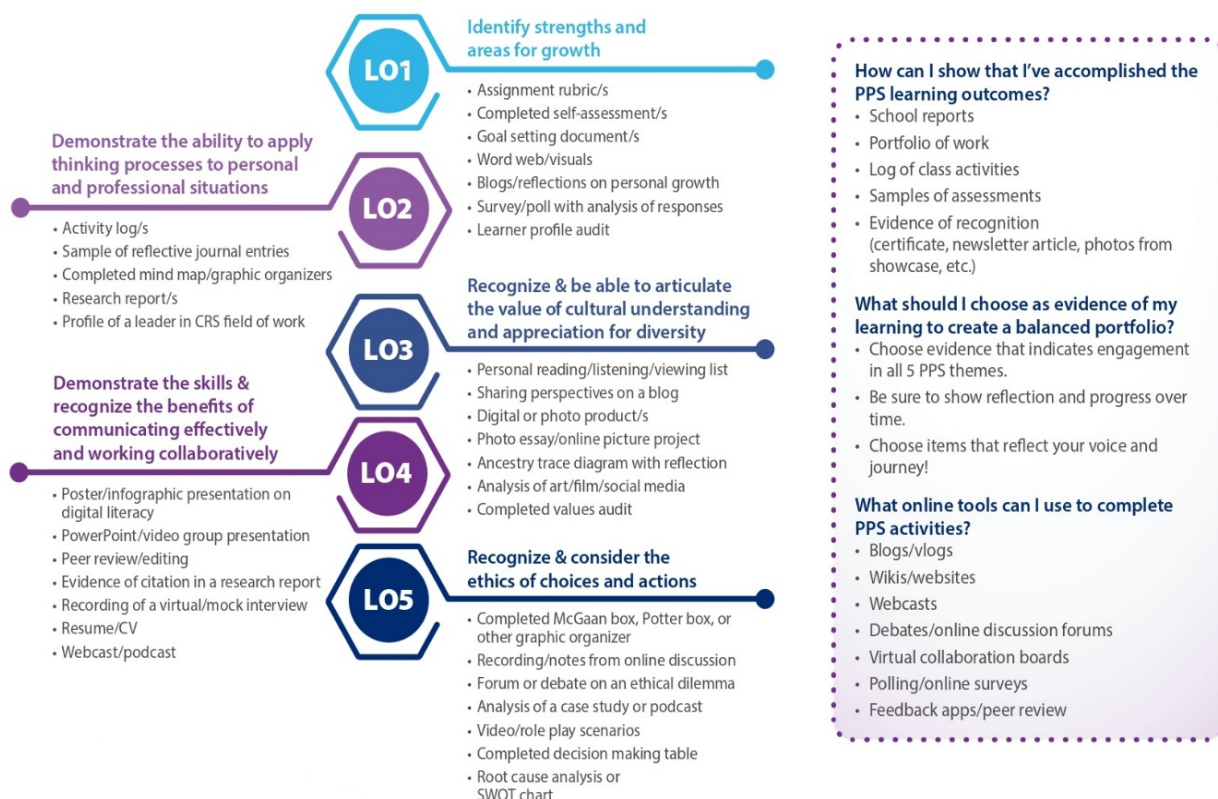 LO1
Identify strengths and
areas for growth
• Assignment rubric/s
• Completed self-assessment/s
• Goal setting document/s
• Word web/visuals
• Blogs/reflections on personal growth
• Survey/poll with analysis of responses
• Learner profile audit
Demonstrate the ability to apply
thinking processes to personal
and professional situations
LO2
• Activity log/s
• Sample of reflective journal entries
• Completed mind map/graphic organizers
• Research report/s
• Profile of a leader in CRS field of work
LO3
Recognize & be able to articulate
the value of cultural understanding
and appreciation for diversity
• Personal reading/listening/viewing list
• Sharing perspectives on a blog
• Digital or photo product/s
• Photo essay/online picture project
• Ancestry trace diagram with reflection
• Analysis of art/film/social media
• Completed values audit
Demonstrate the skills &
recognize the benefits of
communicating effectively
and working collaboratively
LO4
• Poster/infographic presentation on
digital literacy
• PowerPoint/video group presentation
• Peer review/editing
• Evidence of citation in a research report
• Recording of a virtual/mock interview
• Resume/CV
• Webcast/podcast
LO5
Recognize & consider the
ethics of choices and actions
• Completed McGaan box, Potter box, or
other graphic organizer
• Recording/notes from online discussion
• Forum or debate on an ethical dilemma
• Analysis of a case study or podcast
• Video/role play scenarios
• Completed decision making table
• Root cause analysis or
SWOT chart
How can I show that I've accomplished the
PPS learning outcomes?
• School reports
• Portfolio of work
• Log of class activities
• Samples of assessments
• Evidence of recognition
(certificate, newsletter article, photos from
showcase, etc.)
What should I choose as evidence of my
learning to create a balanced portfolio?
• Choose evidence that indicates engagement
in all 5 PPS themes.
• Be sure to show reflection and progress over
time.
• Choose items that reflect your voice and
journey!
What online tools can I use to complete
PPS activities?
• Blogs/vlogs
• Wikis/websites
• Webcasts
• Debates/online discussion forums
• Virtual collaboration boards
• Polling/online surveys
• Feedback apps/peer review